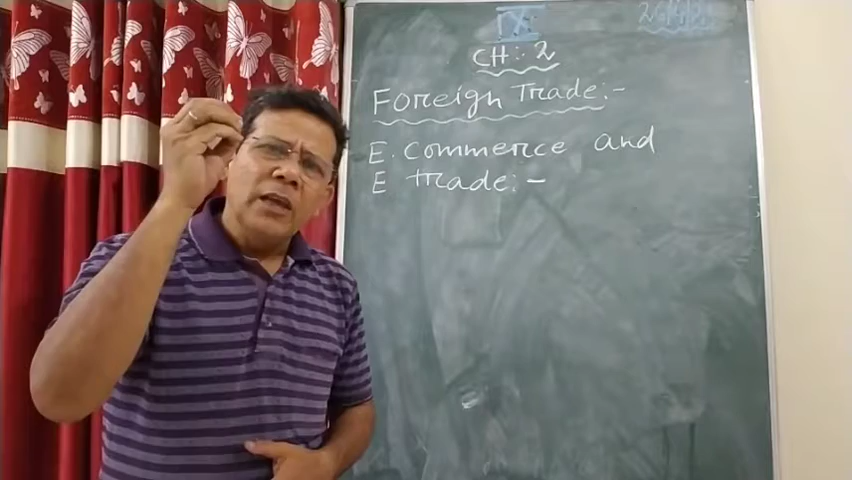 IX
CH:- 2
Foreign Trade:-
E. Commerce and
E trade:-